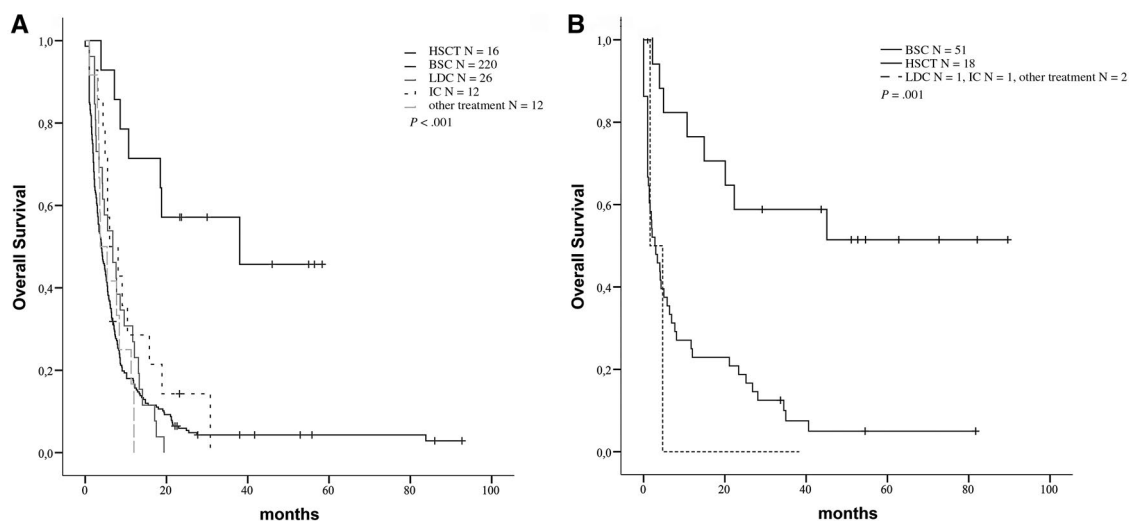 A
HSCT N = 16
BSC N = 220
LDC N = 26
IC N = 12
other treatment N = 12
P < .001
Overall Survival
1,0
0,8
0,6
0,4
0,2
0,0
0 20 40 60 80 100
months
B
BSC N = 51
HSCT N = 18
LDC N = 1, IC N = 1, other treatment N = 2
P = .001
Overall Survival
1,0
0,8
0,6
0,4
0,2
0,0
0 20 40 60 80 100
months